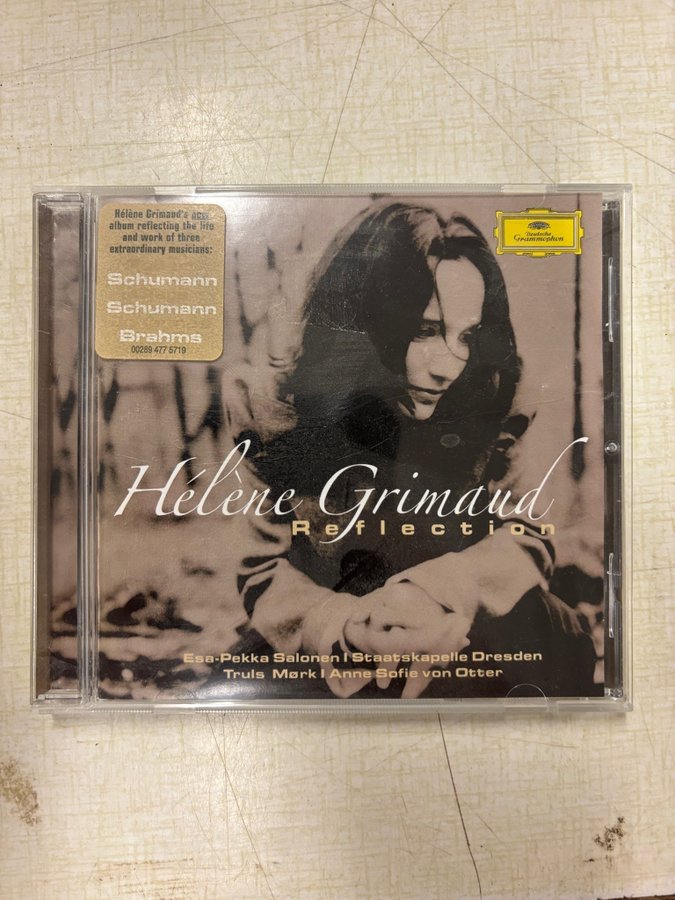 Hélène Grimaud's new
album reflecting the life
and work of three
extraordinary musicians:
Schumann
Schumann
Brahms
00289 477 5719
Deutsche
Grammophon
Hélène Grimaud
Reflection
Esa-Pekka Salonen | Staatskapelle Dresden
Truls Mørk | Anne Sofie von Otter